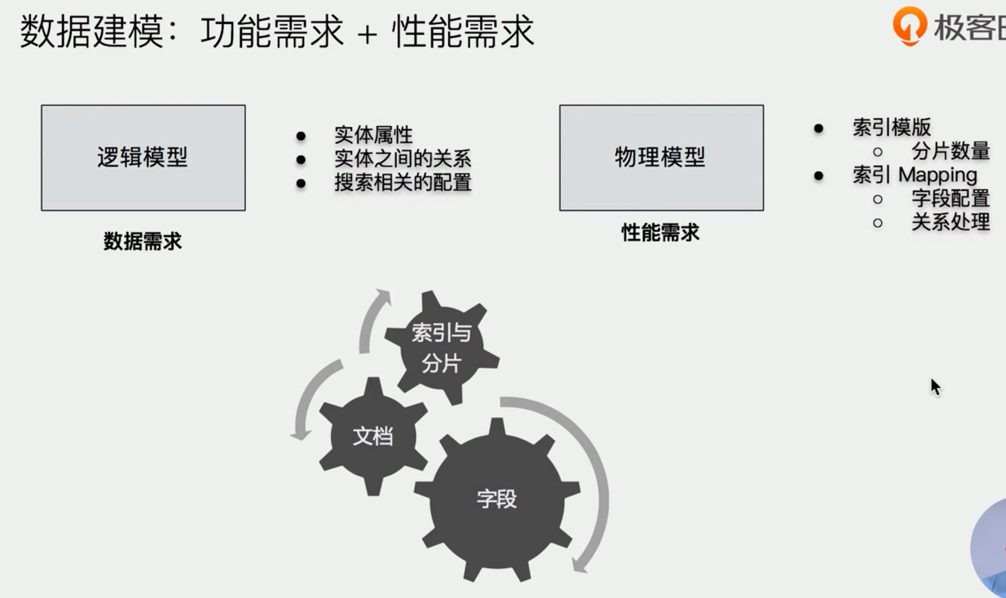 数据建模：功能需求 + 性能需求
极客
逻辑模型
数据需求
实体属性
实体之间的关系
搜索相关的配置
物理模型
性能需求
索引模版
分片数量
索引 Mapping
字段配置
关系处理
索引与
分片
文档
字段